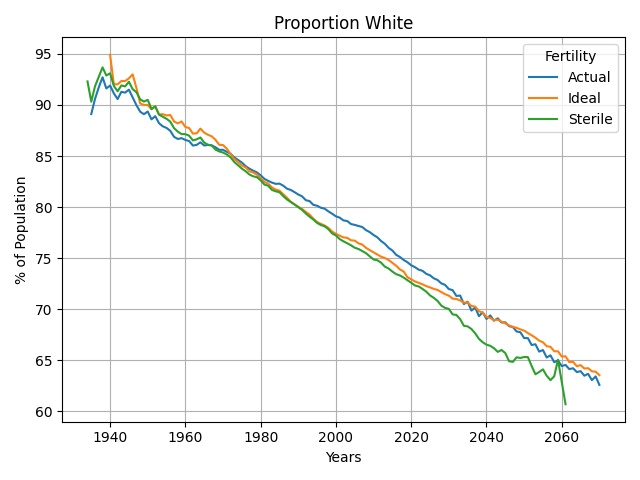 Proportion White
Fertility
Actual
Ideal
Sterile
% of Population
95
90
85
80
75
70
65
60
1940
1960
1980
2000
2020
2040
2060
Years